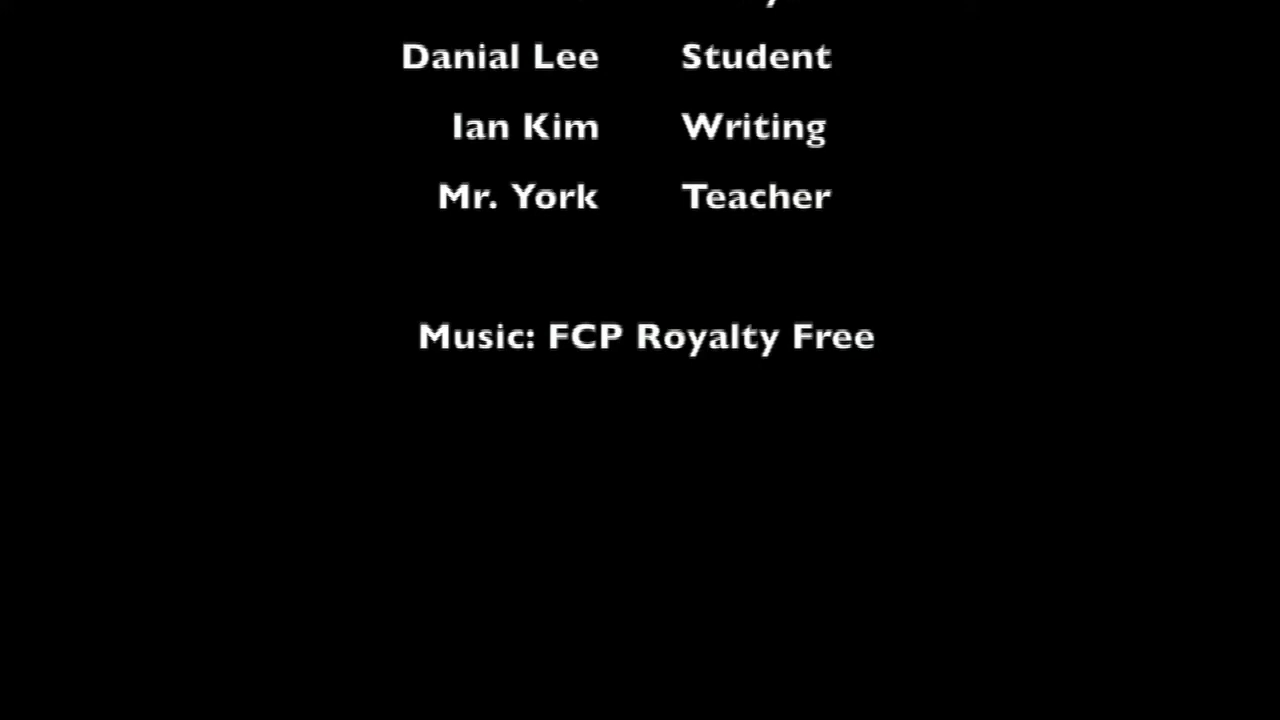 Danial Lee Student
Ian Kim Writing
Mr. York Teacher
Music: FCP Royalty Free